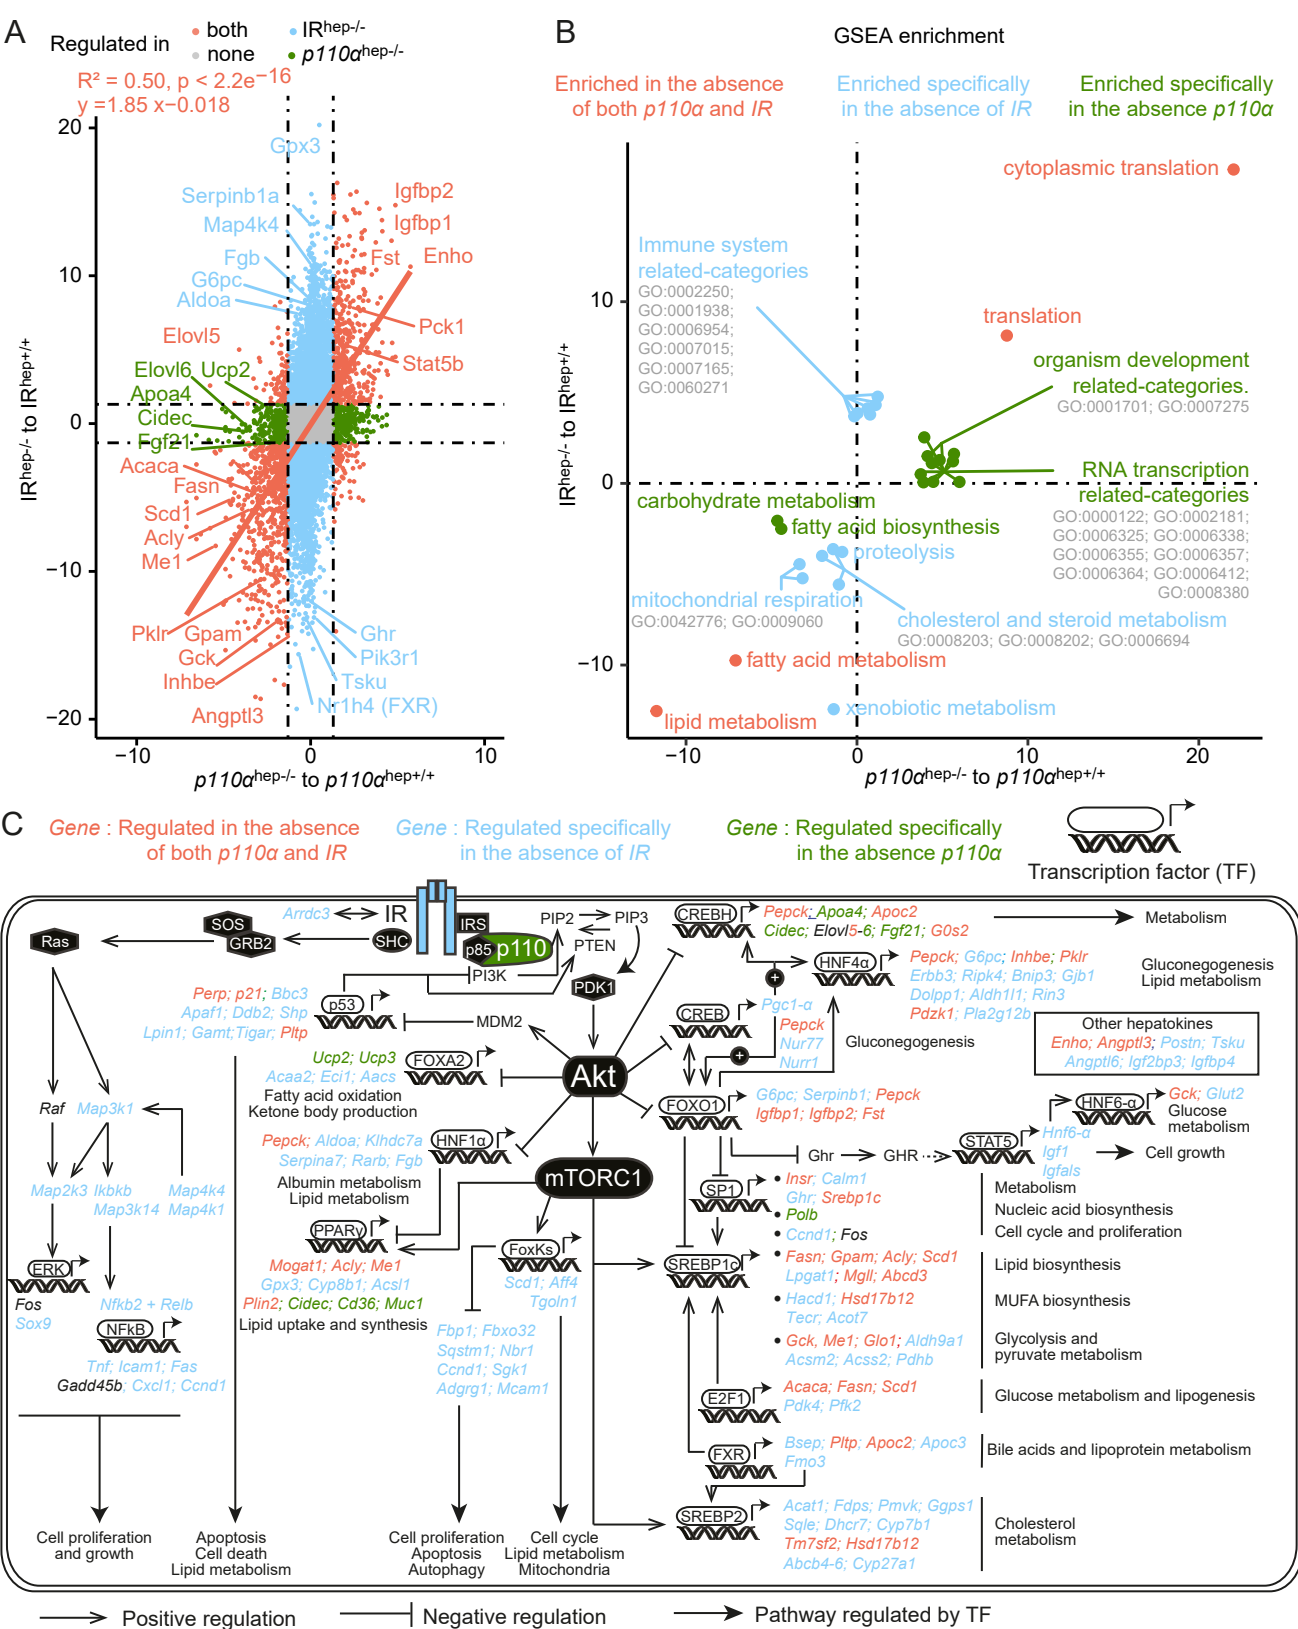 A
Regulated in
both
IRhep-/-
none
p110αhep-/-
R² = 0.50, p < 2.2e−16
y =1.85 x−0.018
20
10
0
−10
−20
−10
0
10
IRhep-/- to IRhep+/+
p110αhep-/- to p110αhep+/+
Gpx3
Serpinb1a
Igfbp2
Map4k4
Igfbp1
Fgb
Fst
Enho
G6pc
Aldoa
Pck1
Elovl5
Stat5b
Elovl6
Ucp2
Apoa4
Cidec
Fgf21
Acaca
Fasn
Scd1
Acly
Me1
Pklr
Gpam
Ghr
Gck
Pik3r1
Inhbe
Tsku
Nr1h4 (FXR)
Angptl3
B
GSEA enrichment
Enriched in the absence
of both p110α and IR
Enriched specifically
in the absence of IR
Enriched specifically
in the absence p110α
cytoplasmic translation
Immune system
related-categories
GO:0002250;
GO:0001938;
GO:0006954;
GO:0007015;
GO:0007165;
GO:0060271
translation
organism development
related-categories.
GO:0001701; GO:0007275
RNA transcription
related-categories
GO:0000122; GO:0002181;
GO:0006325; GO:0006338;
GO:0006355; GO:0006357;
GO:0006364; GO:0006412;
GO:0008380
carbohydrate metabolism
fatty acid biosynthesis
proteolysis
mitochondrial respiration
GO:0042776; GO:0009060
cholesterol and steroid metabolism
GO:0008203; GO:0008202; GO:0006694
fatty acid metabolism
xenobiotic metabolism
lipid metabolism
10
0
−10
−10
0
10
20
IRhep-/- to IRhep+/+
p110αhep-/- to p110αhep+/+
C
Gene : Regulated in the absence
of both p110α and IR
Gene : Regulated specifically
in the absence of IR
Gene : Regulated specifically
in the absence p110α
Transcription factor (TF)
Arrdc3
IR
IRS
SOS
GRB2
SHC
Ras
p85
p110
PI3K
PIP2
PIP3
PTEN
PDK1
CREBH
Pepck; Apoa4; Apoc2
Cidec; Elovl5-6; Fgf21; G0s2
Metabolism
HNF4α
Pepck; G6pc; Inhbe; Pklr
Erbb3; Ripk4; Bnip3; Gjb1
Dolpp1; Aldh1l1; Rin3
Pdzk1; Pla2g12b
Gluconegogenesis
Lipid metabolism
Perp; p21; Bbc3
Apaf1; Ddb2; Shp
Lpin1; Gamt;Tigar; Pltp
p53
MDM2
CREB
+
Pgc1-α
Pepck
Nur77
Nurr1
+
Gluconegogenesis
Other hepatokines
Enho; Angptl3; Postn; Tsku
Angptl6; Igf2bp3; Igfbp4
Ucp2; Ucp3
Acaa2; Eci1; Aacs
FOXA2
Fatty acid oxidation
Ketone body production
Akt
FOXO1
G6pc; Serpinb1; Pepck
Igfbp1; Igfbp2; Fst
HNF6-α
Gck; Glut2
Glucose
metabolism
Raf
Map3k1
Pepck; Aldoa; Klhdc7a
Serpina7; Rarb; Fgb
HNF1α
Albumin metabolism
Lipid metabolism
mTORC1
Ghr
GHR
STAT5
Hnf6-α
Igf1
Igfals
Cell growth
Map2k3
Ikbkb
Map3k14
Map4k4
Map4k1
SP1
Insr; Calm1
Ghr; Srebp1c
Polb
Ccnd1; Fos
Metabolism
Nucleic acid biosynthesis
Cell cycle and proliferation
PPARγ
Mogat1; Acly; Me1
Gpx3; Cyp8b1; Acsl1
Plin2; Cidec; Cd36; Muc1
Lipid uptake and synthesis
FoxKs
Scd1; Aff4
Tgoln1
SREBP1c
Fasn; Gpam; Acly; Scd1
Lpgat1; Mgll; Abcd3
Lipid biosynthesis
Hacd1; Hsd17b12
Tecr; Acot7
MUFA biosynthesis
Gck, Me1; Glo1; Aldh9a1
Acsm2; Acss2; Pdhb
Glycolysis and
pyruvate metabolism
ERK
Fos
Sox9
Nfkb2 + Relb
NFkB
Tnf; Icam1; Fas
Gadd45b; Cxcl1; Ccnd1
Fbp1; Fbxo32
Sqstm1; Nbr1
Ccnd1; Sgk1
Adgrg1; Mcam1
E2F1
Acaca; Fasn; Scd1
Pdk4; Pfk2
Glucose metabolism and lipogenesis
FXR
Bsep; Pltp; Apoc2; Apoc3
Fmo3
Bile acids and lipoprotein metabolism
SREBP2
Acat1; Fdps; Pmvk; Ggps1
Sqle; Dhcr7; Cyp7b1
Tm7sf2; Hsd17b12
Abcb4-6; Cyp27a1
Cholesterol
metabolism
Cell proliferation
and growth
Apoptosis
Cell death
Lipid metabolism
Cell proliferation
Apoptosis
Autophagy
Cell cycle
Lipid metabolism
Mitochondria
Positive regulation
Negative regulation
Pathway regulated by TF